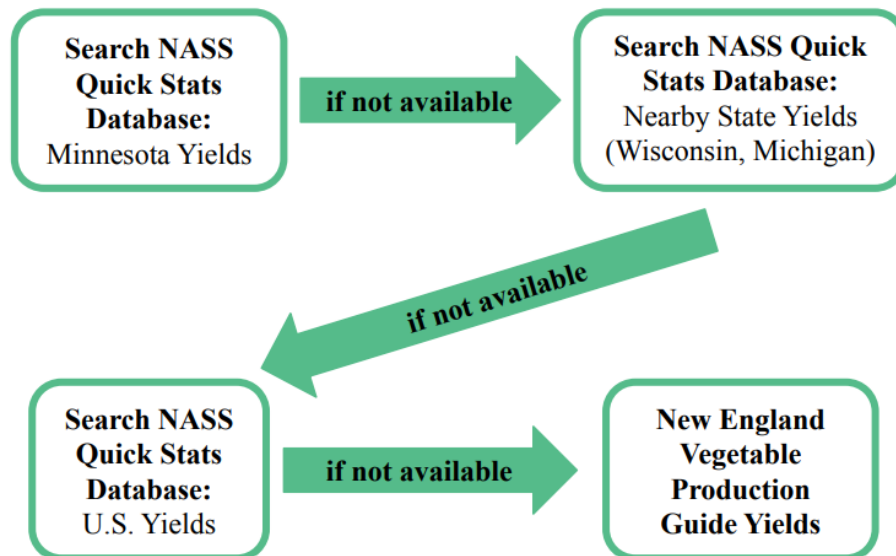 Search NASS
Quick Stats
Database:
Minnesota Yields
if not available
Search NASS Quick
Stats Database:
Nearby State Yields
(Wisconsin, Michigan)
if not available
Search NASS
Quick Stats
Database:
U.S. Yields
if not available
New England
Vegetable
Production
Guide Yields